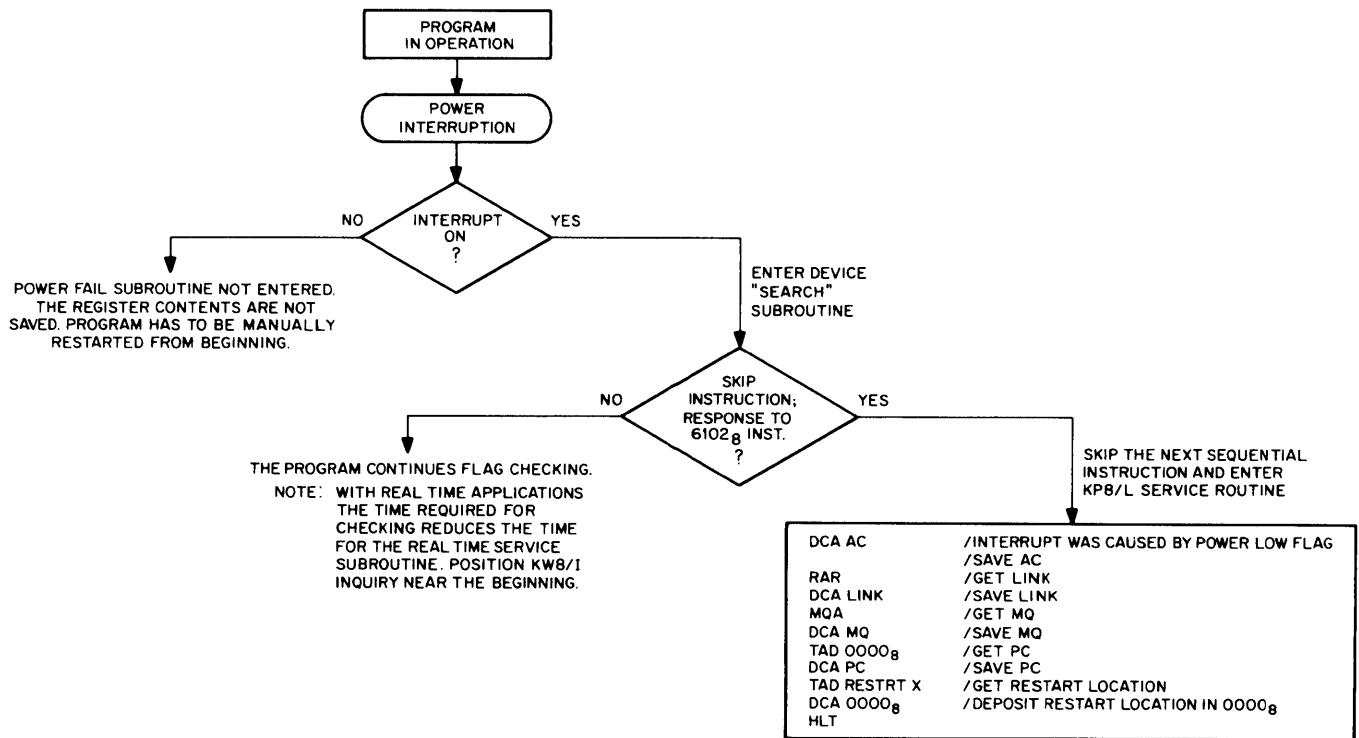 PROGRAM
IN OPERATION
POWER
INTERRUPTION
NO
INTERRUPT
ON
?
YES
POWER FAIL SUBROUTINE NOT ENTERED.
THE REGISTER CONTENTS ARE NOT
SAVED. PROGRAM HAS TO BE MANUALLY
RESTARTED FROM BEGINNING.
ENTER DEVICE
"SEARCH"
SUBROUTINE
NO
SKIP
INSTRUCTION;
RESPONSE TO
6102₈ INST.
?
YES
THE PROGRAM CONTINUES FLAG CHECKING.
NOTE: WITH REAL TIME APPLICATIONS
THE TIME REQUIRED FOR
CHECKING REDUCES THE TIME
FOR THE REAL TIME SERVICE
SUBROUTINE. POSITION KW8/I
INQUIRY NEAR THE BEGINNING.
SKIP THE NEXT SEQUENTIAL
INSTRUCTION AND ENTER
KP8/L SERVICE ROUTINE
DCA AC /INTERRUPT WAS CAUSED BY POWER LOW FLAG
/SAVE AC
RAR /GET LINK
DCA LINK /SAVE LINK
MQA /GET MQ
DCA MQ /SAVE MQ
TAD 0000₈ /GET PC
DCA PC /SAVE PC
TAD RESTRT X /GET RESTART LOCATION
DCA 0000₈ /DEPOSIT RESTART LOCATION IN 0000₈
HLT